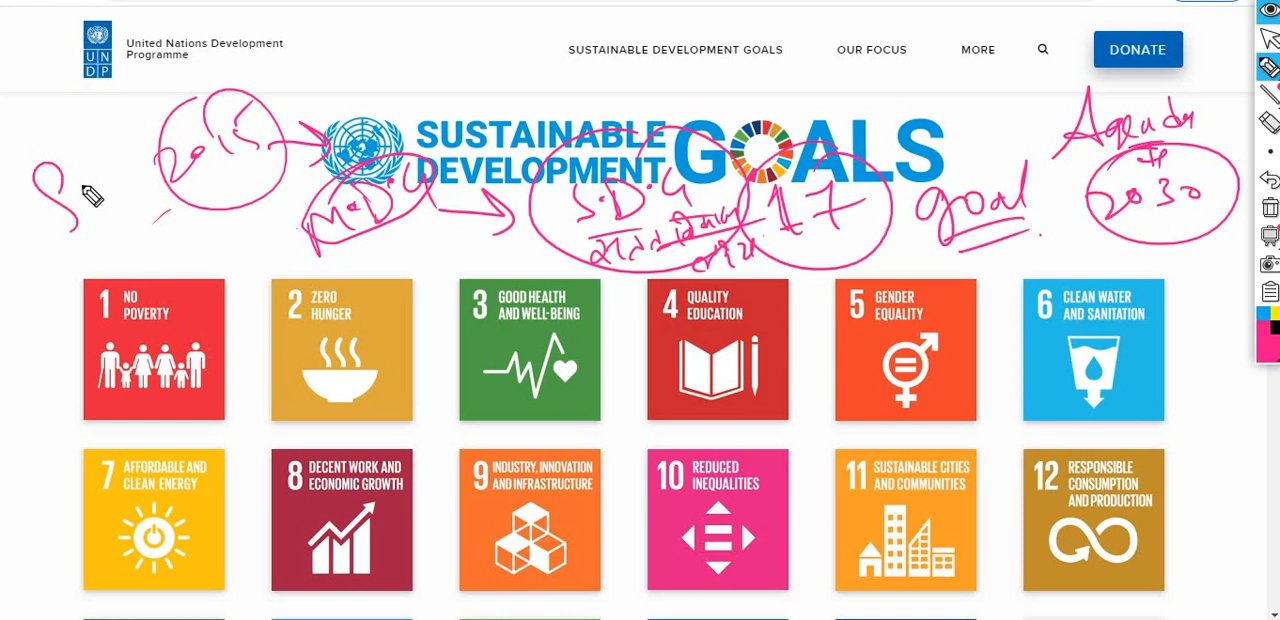 United Nations Development
Programme
U N
D P
SUSTAINABLE DEVELOPMENT GOALS
OUR FOCUS
MORE
DONATE
SUSTAINABLE
DEVELOPMENT
GOALS
2015
M.D.G
S.D.G
17
goal
Agenda
2030
S
1 NO
POVERTY
2 ZERO
HUNGER
3 GOOD HEALTH
AND WELL-BEING
4 QUALITY
EDUCATION
5 GENDER
EQUALITY
6 CLEAN WATER
AND SANITATION
7 AFFORDABLE AND
CLEAN ENERGY
8 DECENT WORK AND
ECONOMIC GROWTH
9 INDUSTRY, INNOVATION
AND INFRASTRUCTURE
10 REDUCED
INEQUALITIES
11 SUSTAINABLE CITIES
AND COMMUNITIES
12 RESPONSIBLE
CONSUMPTION
AND PRODUCTION